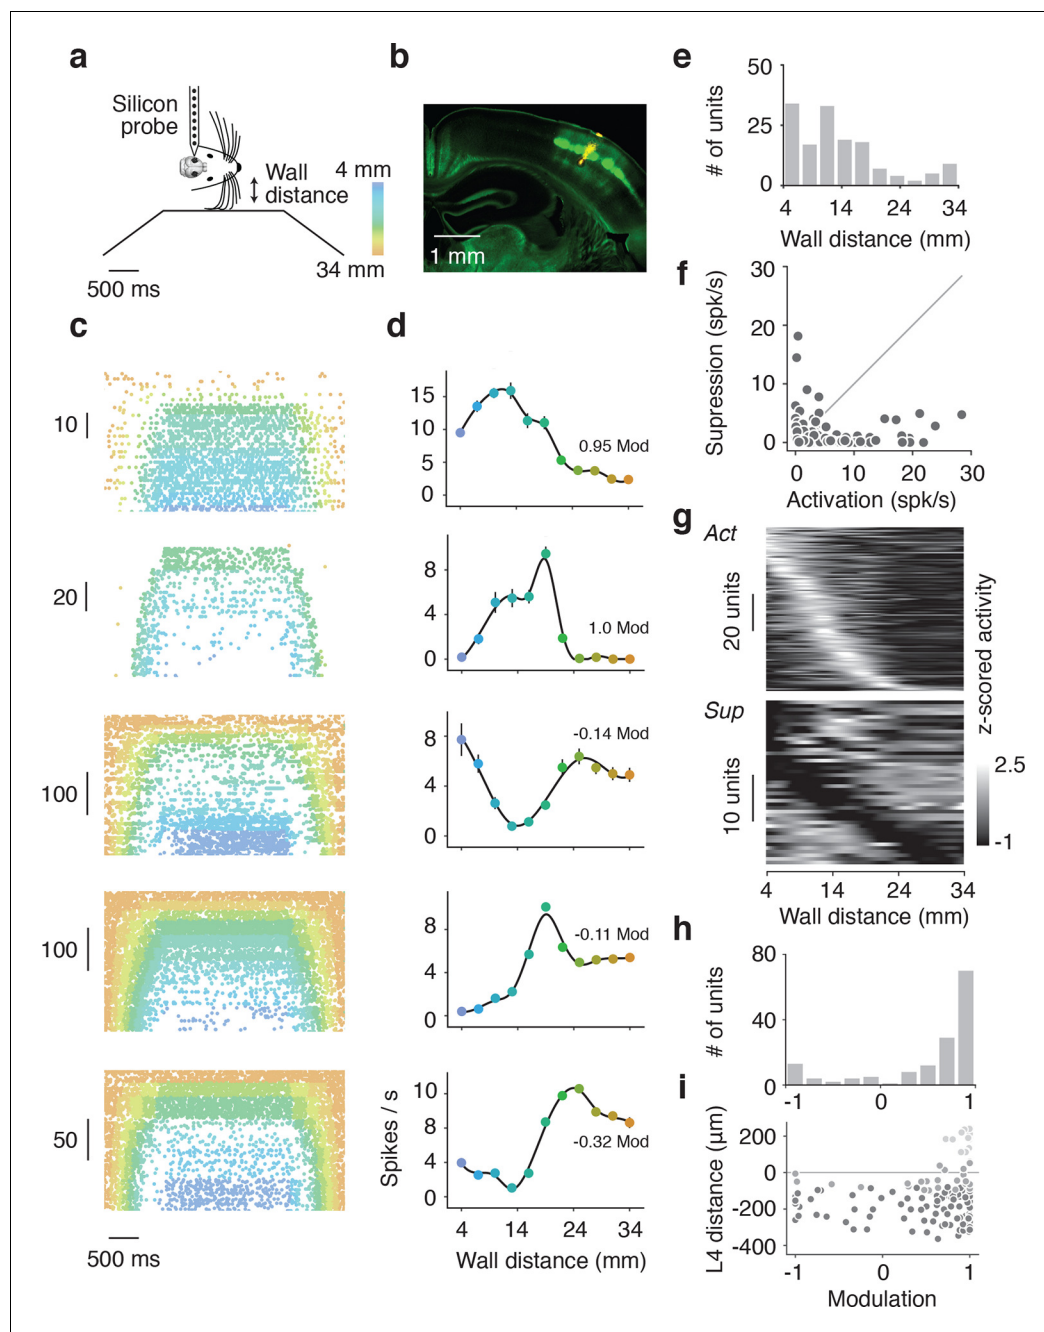 a
Silicon
probe
Wall
distance
4 mm
34 mm
500 ms
b
1 mm
c
10
20
100
100
50
500 ms
d
15
10
5
0
0.95 Mod
8
4
0
1.0 Mod
8
4
0
-0.14 Mod
8
4
0
-0.11 Mod
Spikes / s
10
8
4
0
-0.32 Mod
4
14
24
34
Wall distance (mm)
e
# of units
50
25
0
4
14
24
34
Wall distance (mm)
f
Supression (spk/s)
30
20
10
0
0
10
20
30
Activation (spk/s)
g
Act
20 units
Sup
10 units
z-scored activity
2.5
-1
4
14
24
34
Wall distance (mm)
h
# of units
80
40
0
-1
0
1
i
L4 distance (µm)
200
0
-200
-400
-1
0
1
Modulation